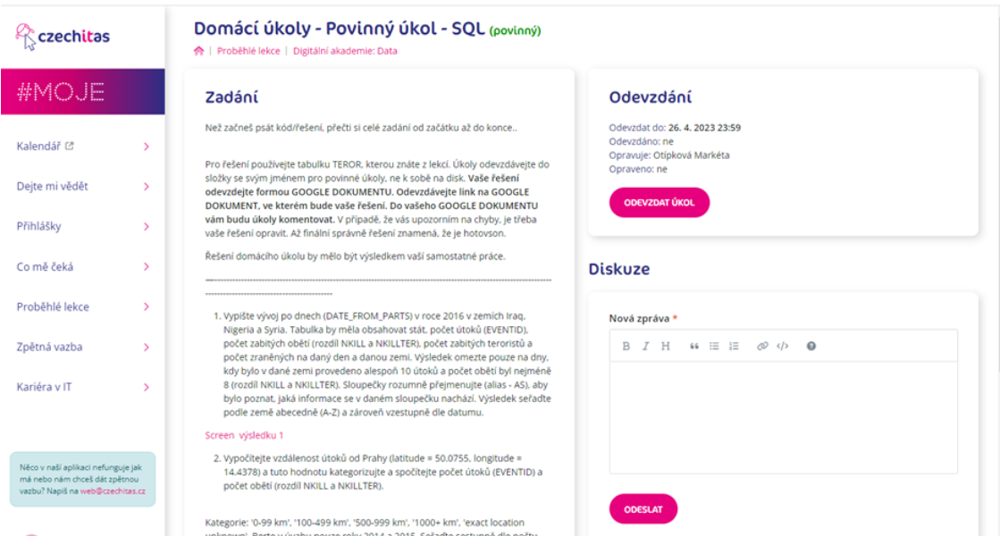 czechitas
#MOJE
Kalendář
Dejte mi vědět
Přihlášky
Co mě čeká
Proběhlé lekce
Zpětná vazba
Kariéra v IT
Něco v naší aplikaci nefunguje jak
má nebo nám chceš dát zpětnou
vazbu? Napiš na web@czechitas.cz
Domácí úkoly - Povinný úkol - SQL (povinný)
| Proběhlé lekce | Digitální akademie: Data
Zadání
Než začneš psát kód/řešení, přečti si celé zadání od začátku až do konce..
Pro řešení používejte tabulku TEROR, kterou znáte z lekcí. Úkoly odevzdávejte do
složky se svým jménem pro povinné úkoly, ne k sobě na disk. Vaše řešení
odevzdejte formou GOOGLE DOKUMENTU. Odevzdávejte link na GOOGLE
DOKUMENT, ve kterém bude vaše řešení. Do vašeho GOOGLE DOKUMENTU
vám budu úkoly komentovat. V případě, že vás upozorním na chyby, je třeba
vaše řešení opravit. Až finální správně řešení znamená, že je hotovson.
Řešení domácího úkolu by mělo být výsledkem vaší samostatné práce.
1. Vypište vývoj po dnech (DATE_FROM_PARTS) v roce 2016 v zemích Iraq,
Nigeria a Syria. Tabulka by měla obsahovat stát, počet útoků (EVENTID),
počet zabitých obětí (rozdíl NKILL a NKILLTER), počet zabitých teroristů a
počet zraněných na daný den a danou zemi. Výsledek omezte pouze na dny,
kdy bylo v dané zemi provedeno alespoň 10 útoků a počet obětí byl nejméně
8 (rozdíl NKILL a NKILLTER). Sloupečky rozumně přejmenujte (alias - AS), aby
bylo poznat, jaká informace se v daném sloupečku nachází. Výsledek seřaďte
podle země abecedně (A-Z) a zároveň vzestupně dle datumu.
Screen výsledku 1
2. Vypočítejte vzdálenost útoků od Prahy (latitude = 50.0755, longitude =
14.4378) a tuto hodnotu kategorizujte a spočítejte počet útoků (EVENTID) a
počet obětí (rozdíl NKILL a NKILLTER).
Kategorie: '0-99 km', '100-499 km', '500-999 km', '1000+ km', 'exact location
unknown'. Berte v úvahu pouze roky 2014 a 2015. Seřaďte sestupně dle počtu
Odevzdání
Odevzdat do: 26. 4. 2023 23:59
Odevzdáno: ne
Opravuje: Otípková Markéta
Opraveno: ne
ODEVZDAT ÚKOL
Diskuze
Nová zpráva *
B I H
ODESLAT